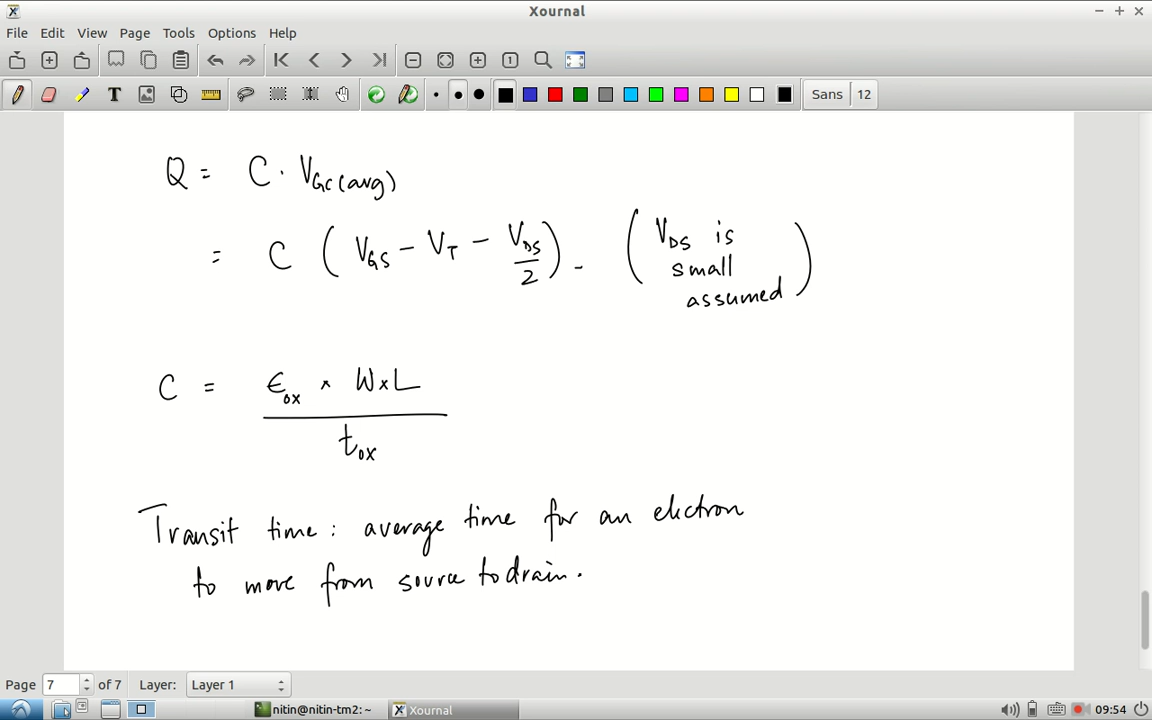 Xournal
File Edit View Page Tools Options Help
Sans 12
Q = C · V_GC(avg)
= C (V_GS - V_T - V_DS/2) - (V_DS is
small
assumed)
C = ϵ_ox × W×L
t_ox
Transit time : average time for an electron
to move from source to drain.
Page 7 of 7 Layer: Layer 1
nitin@nitin-tm2: ~ Xournal 09:54